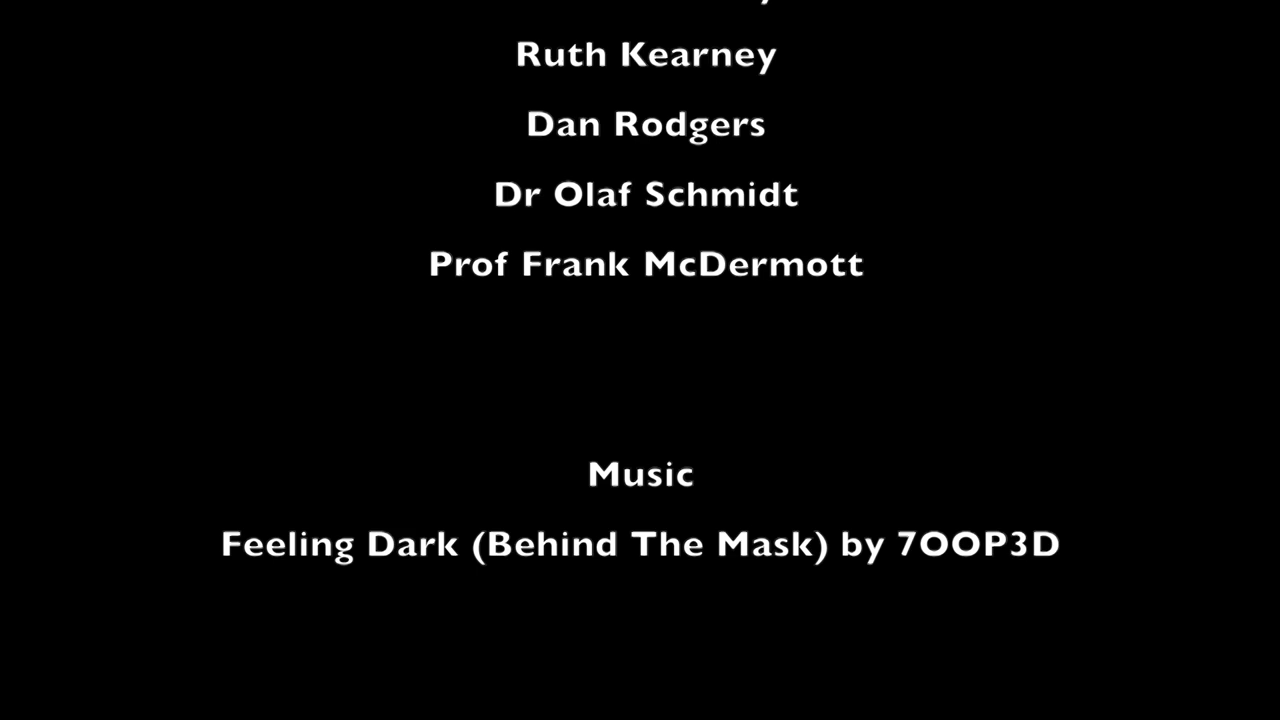 Ruth Kearney
Dan Rodgers
Dr Olaf Schmidt
Prof Frank McDermott
Music
Feeling Dark (Behind The Mask) by 7OOP3D